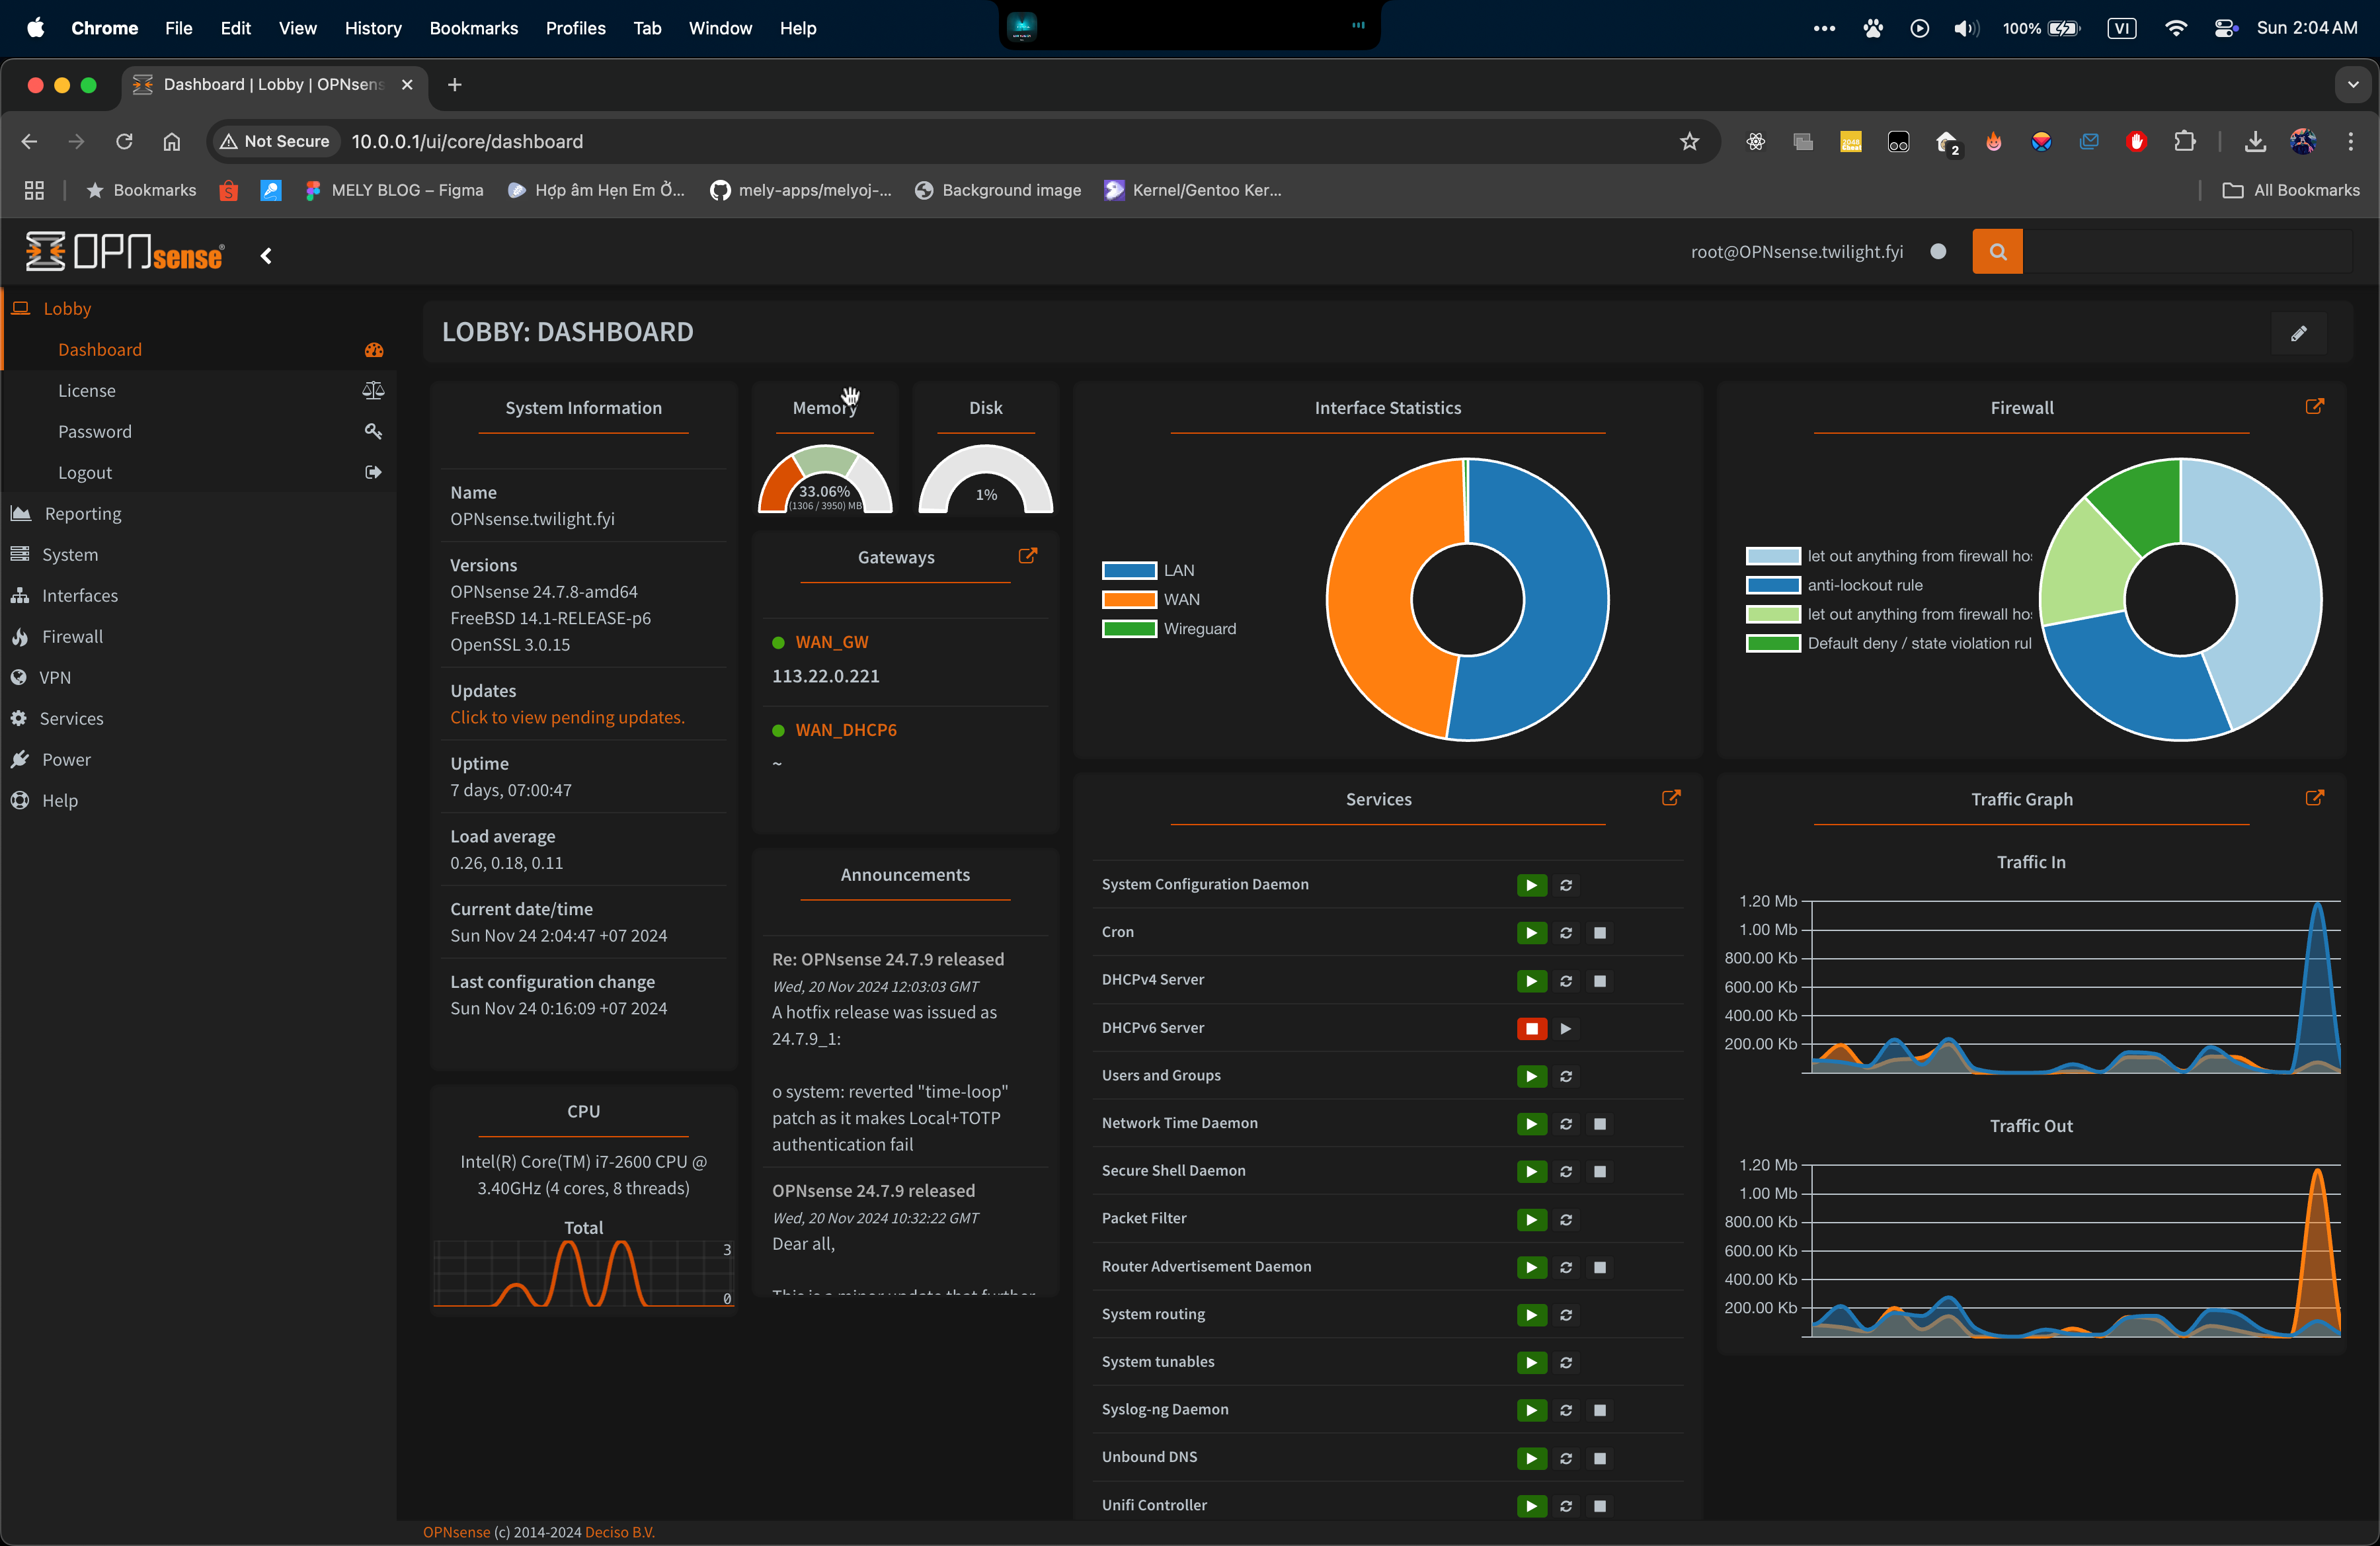 Chrome File Edit View History Bookmarks Profiles Tab Window Help
100% VI Sun 2:04 AM
Dashboard | Lobby | OPNsens
Not Secure 10.0.0.1/ui/core/dashboard
2
Bookmarks MELY BLOG – Figma Hợp âm Hẹn Em Ở... mely-apps/melyoj-... Background image Kernel/Gentoo Ker... All Bookmarks
OPNsense®
root@OPNsense.twilight.fyi
Lobby
Dashboard
License
Password
Logout
Reporting
System
Interfaces
Firewall
VPN
Services
Power
Help
LOBBY: DASHBOARD
System Information
Name
OPNsense.twilight.fyi
Versions
OPNsense 24.7.8-amd64
FreeBSD 14.1-RELEASE-p6
OpenSSL 3.0.15
Updates
Click to view pending updates.
Uptime
7 days, 07:00:47
Load average
0.26, 0.18, 0.11
Current date/time
Sun Nov 24 2:04:47 +07 2024
Last configuration change
Sun Nov 24 0:16:09 +07 2024
CPU
Intel(R) Core(TM) i7-2600 CPU @
3.40GHz (4 cores, 8 threads)
Total
3
0
Memory
33.06%
(1306 / 3950) MB
Disk
1%
Gateways
WAN_GW
113.22.0.221
WAN_DHCP6
~
Announcements
Re: OPNsense 24.7.9 released
Wed, 20 Nov 2024 12:03:03 GMT
A hotfix release was issued as
24.7.9_1:
o system: reverted "time-loop"
patch as it makes Local+TOTP
authentication fail
OPNsense 24.7.9 released
Wed, 20 Nov 2024 10:32:22 GMT
Dear all,
This is a minor update that further
Interface Statistics
LAN
WAN
Wireguard
Services
System Configuration Daemon
Cron
DHCPv4 Server
DHCPv6 Server
Users and Groups
Network Time Daemon
Secure Shell Daemon
Packet Filter
Router Advertisement Daemon
System routing
System tunables
Syslog-ng Daemon
Unbound DNS
Unifi Controller
Firewall
let out anything from firewall ho
anti-lockout rule
let out anything from firewall ho
Default deny / state violation rul
Traffic Graph
Traffic In
1.20 Mb
1.00 Mb
800.00 Kb
600.00 Kb
400.00 Kb
200.00 Kb
Traffic Out
1.20 Mb
1.00 Mb
800.00 Kb
600.00 Kb
400.00 Kb
200.00 Kb
OPNsense (c) 2014-2024 Deciso B.V.